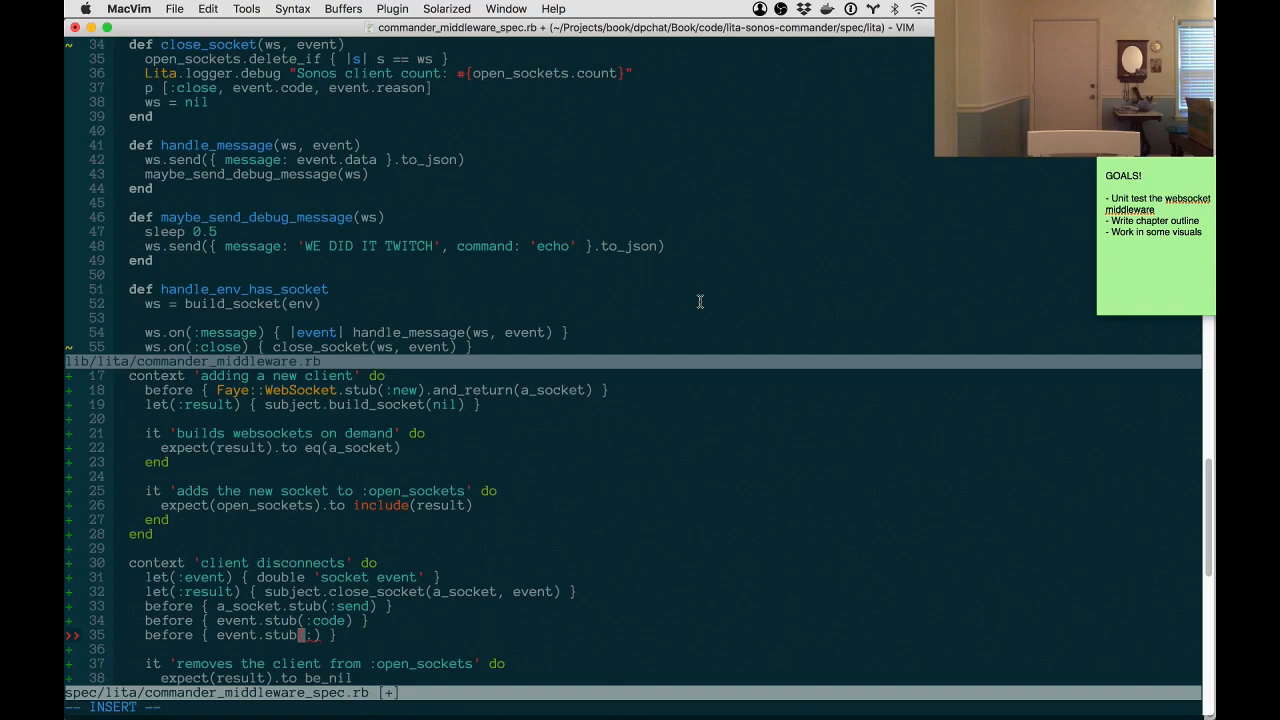 MacVim File Edit Tools Syntax Buffers Plugin Solarized Window Help
commander_middleware_spec.rb + (~/Projects/book/dpchat/Book/code/lita-sonos-commander/spec/lita) - VIM
~ 34 def close_socket(ws, event)
35 open_sockets.delete_if { |s| s == ws }
36 Lita.logger.debug "Sonos client count: #{open_sockets.count}"
37 p [:close, event.code, event.reason]
38 ws = nil
39 end
40
41 def handle_message(ws, event)
42 ws.send({ message: event.data }.to_json)
43 maybe_send_debug_message(ws)
44 end
45
46 def maybe_send_debug_message(ws)
47 sleep 0.5
48 ws.send({ message: 'WE DID IT TWITCH', command: 'echo' }.to_json)
49 end
50
51 def handle_env_has_socket
52 ws = build_socket(env)
53
54 ws.on(:message) { |event| handle_message(ws, event) }
~ 55 ws.on(:close) { close_socket(ws, event) }
lib/lita/commander_middleware.rb
+ 17 context 'adding a new client' do
+ 18 before { Faye::WebSocket.stub(:new).and_return(a_socket) }
+ 19 let(:result) { subject.build_socket(nil) }
+ 20
+ 21 it 'builds websockets on demand' do
+ 22 expect(result).to eq(a_socket)
+ 23 end
+ 24
+ 25 it 'adds the new socket to :open_sockets' do
+ 26 expect(open_sockets).to include(result)
+ 27 end
+ 28 end
+ 29
+ 30 context 'client disconnects' do
+ 31 let(:event) { double 'socket event' }
+ 32 let(:result) { subject.close_socket(a_socket, event) }
+ 33 before { a_socket.stub(:send) }
+ 34 before { event.stub(:code) }
>> 35 before { event.stub(:) }
+ 36
+ 37 it 'removes the client from :open_sockets' do
+ 38 expect(result).to be_nil
spec/lita/commander_middleware_spec.rb [+]
-- INSERT --
GOALS!
- Unit test the websocket
middleware
- Write chapter outline
- Work in some visuals